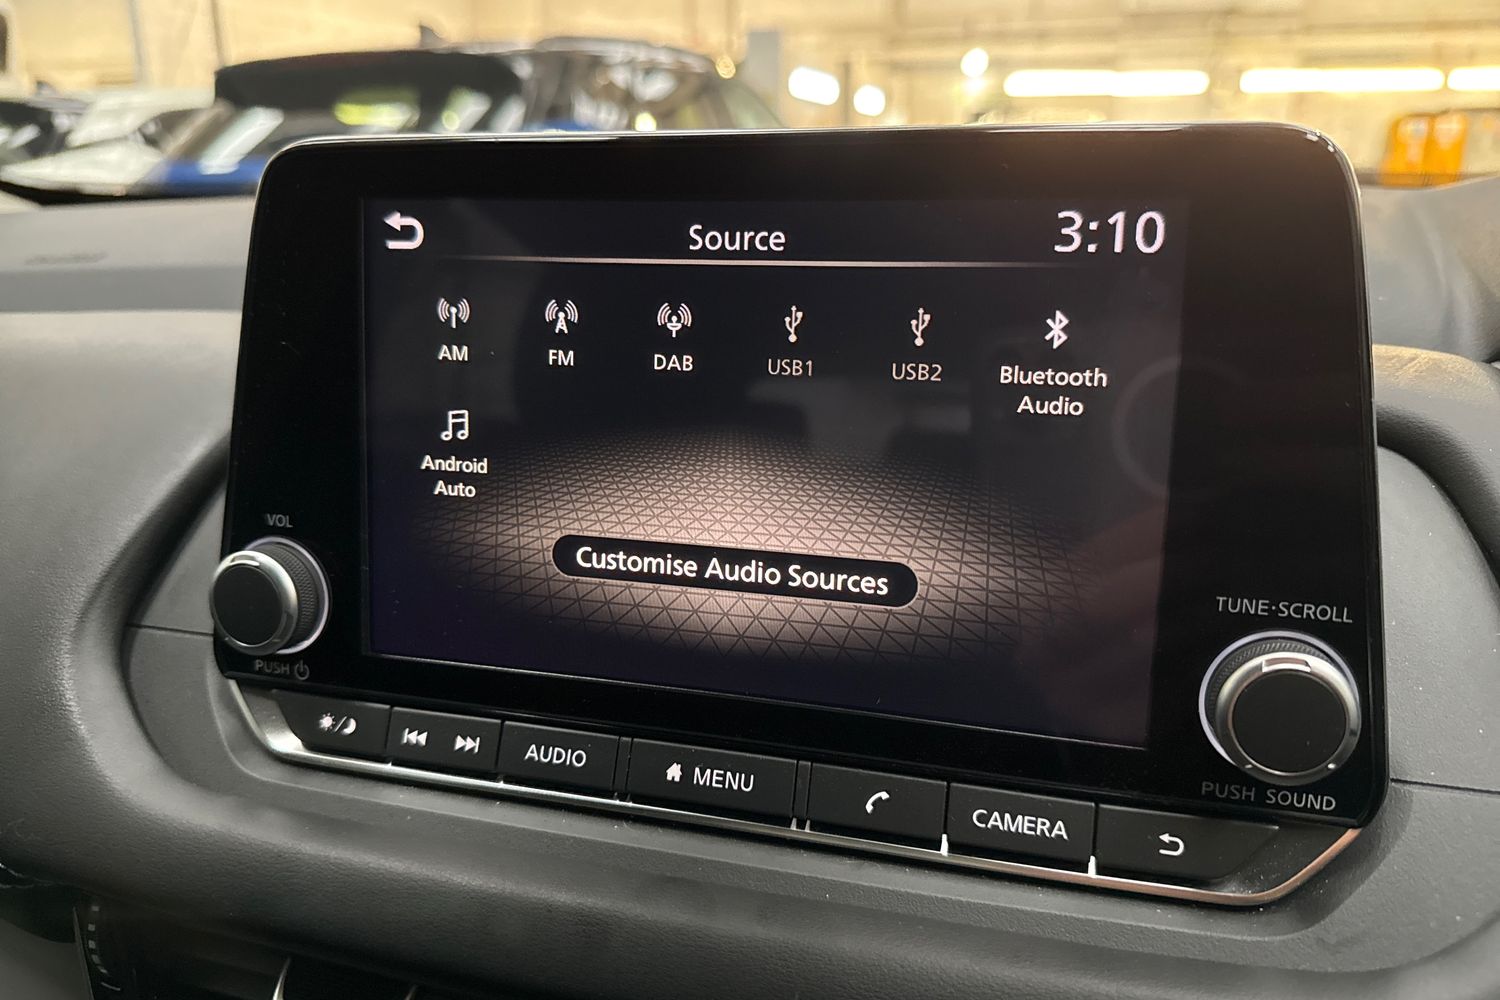 Source
3:10
AM
FM
DAB
USB1
USB2
Bluetooth
Audio
Android
Auto
Customise Audio Sources
VOL
PUSH
TUNE·SCROLL
PUSH SOUND
AUDIO
MENU
CAMERA